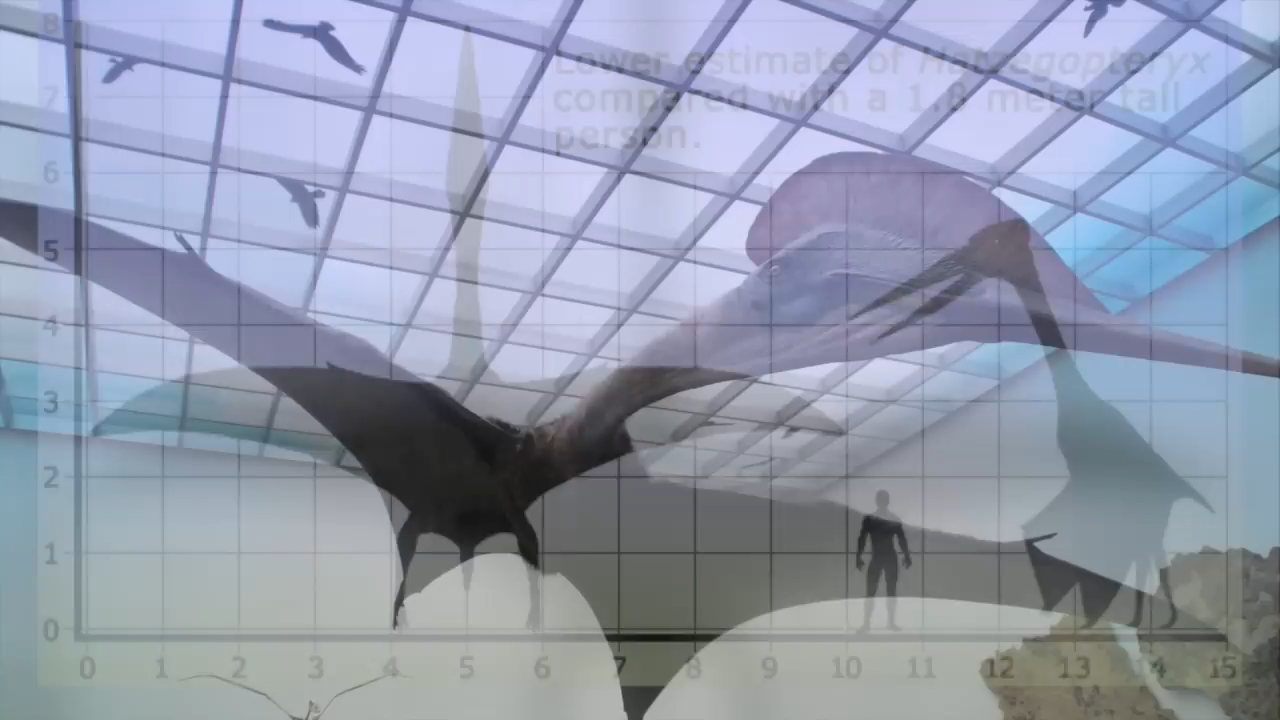 Lower estimate of Hatzegopteryx
compared with a 1.8 meter tall
person.
8
7
6
5
4
3
2
1
0
0 1 2 3 4 5 6 7 8 9 10 11 12 13 14 15